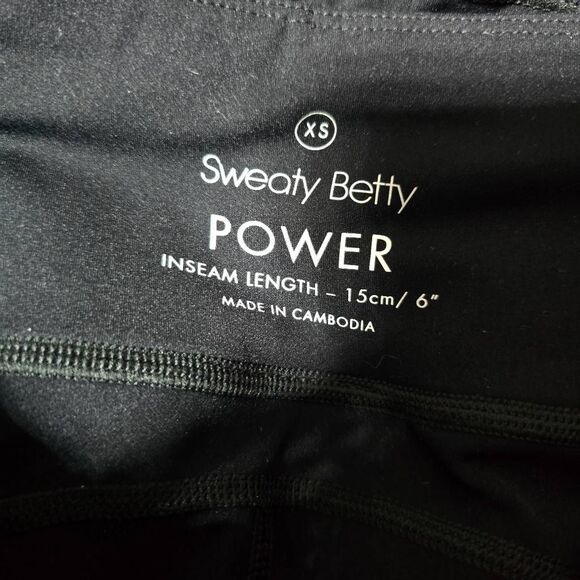 XS
Sweaty Betty
POWER
INSEAM LENGTH – 15cm/ 6"
MADE IN CAMBODIA